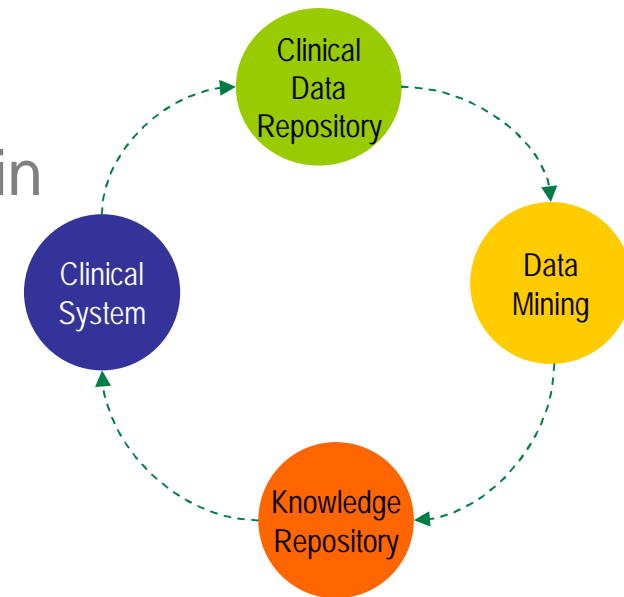 Clinical
Data
Repository
in
Clinical
System
Data
Mining
Knowledge
Repository